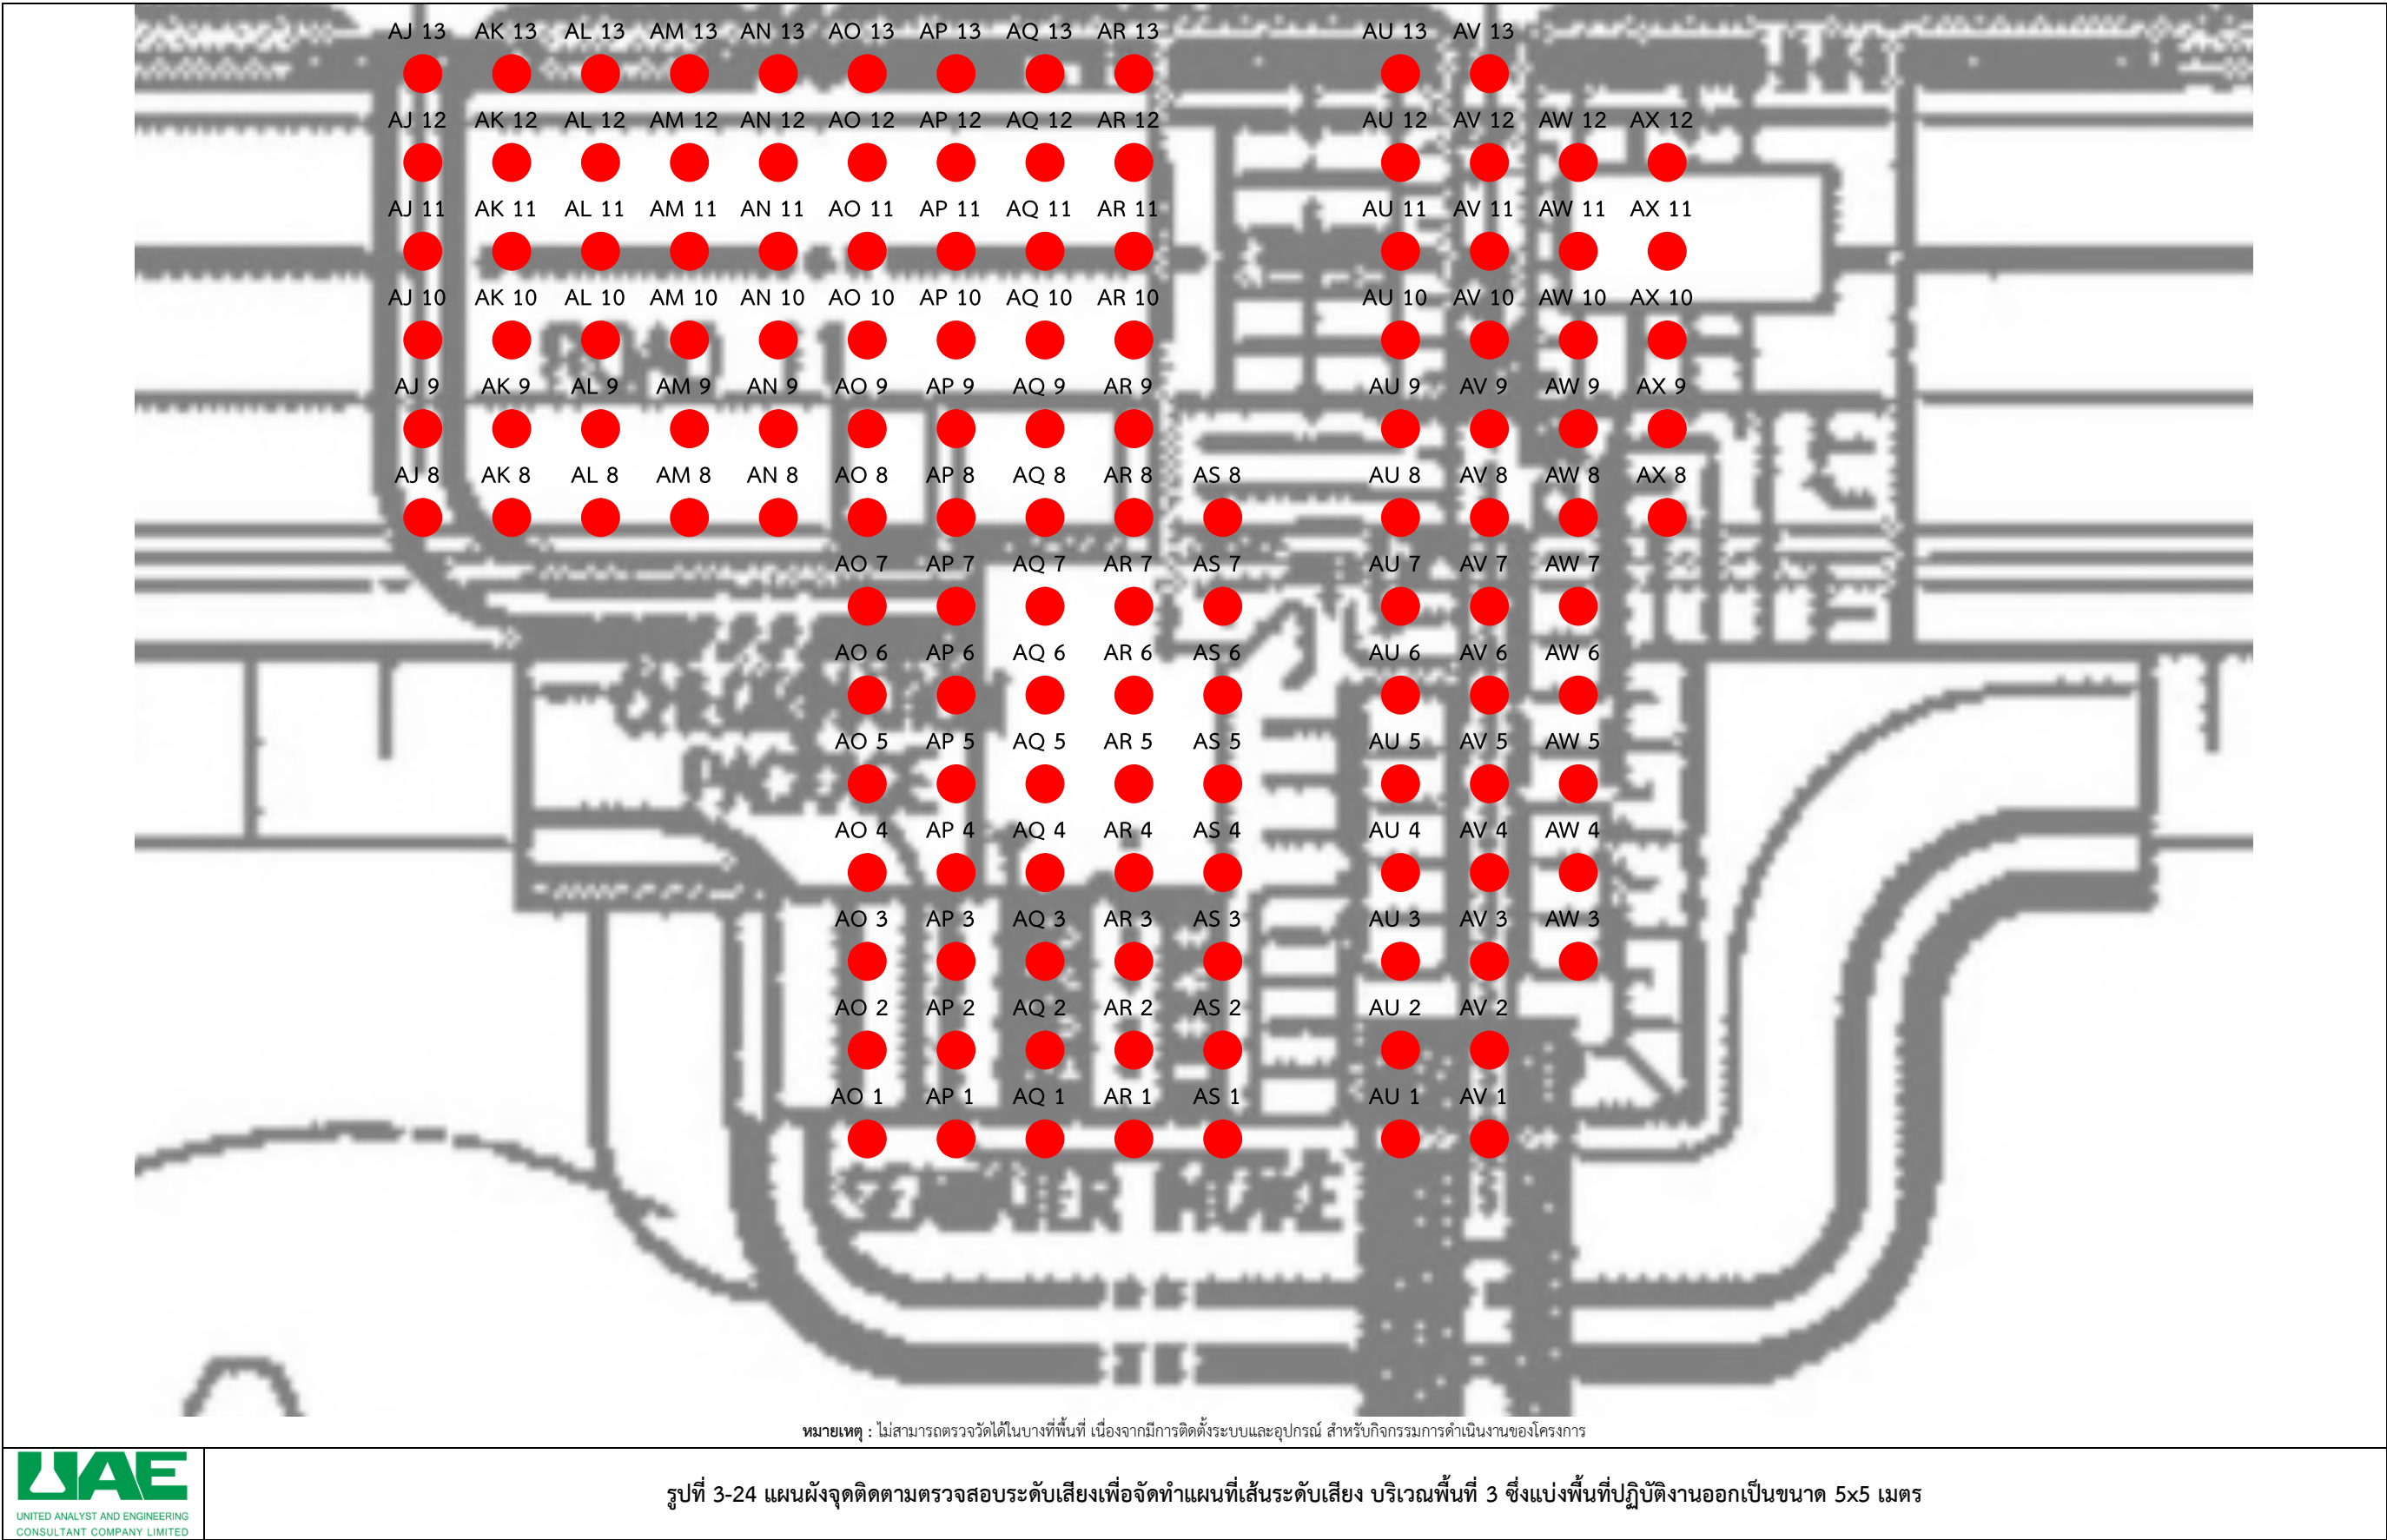 AJ 13 AK 13 AL 13 AM 13 AN 13 AO 13 AP 13 AQ 13 AR 13 AU 13 AV 13
AJ 12 AK 12 AL 12 AM 12 AN 12 AO 12 AP 12 AQ 12 AR 12 AU 12 AV 12 AW 12 AX 12
AJ 11 AK 11 AL 11 AM 11 AN 11 AO 11 AP 11 AQ 11 AR 11 AU 11 AV 11 AW 11 AX 11
AJ 10 AK 10 AL 10 AM 10 AN 10 AO 10 AP 10 AQ 10 AR 10 AU 10 AV 10 AW 10 AX 10
AJ 9 AK 9 AL 9 AM 9 AN 9 AO 9 AP 9 AQ 9 AR 9 AU 9 AV 9 AW 9 AX 9
AJ 8 AK 8 AL 8 AM 8 AN 8 AO 8 AP 8 AQ 8 AR 8 AS 8 AU 8 AV 8 AW 8 AX 8
AO 7 AP 7 AQ 7 AR 7 AS 7 AU 7 AV 7 AW 7
AO 6 AP 6 AQ 6 AR 6 AS 6 AU 6 AV 6 AW 6
AO 5 AP 5 AQ 5 AR 5 AS 5 AU 5 AV 5 AW 5
AO 4 AP 4 AQ 4 AR 4 AS 4 AU 4 AV 4 AW 4
AO 3 AP 3 AQ 3 AR 3 AS 3 AU 3 AV 3 AW 3
AO 2 AP 2 AQ 2 AR 2 AS 2 AU 2 AV 2
AO 1 AP 1 AQ 1 AR 1 AS 1 AU 1 AV 1
หมายเหตุ : ไม่สามารถตรวจวัดได้ในบางที่พื้นที่ เนื่องจากมีการติดตั้งระบบและอุปกรณ์ สำหรับกิจกรรมการดำเนินงานของโครงการ
UAE
UNITED ANALYST AND ENGINEERING
CONSULTANT COMPANY LIMITED
รูปที่ 3-24 แผนผังจุดติดตามตรวจสอบระดับเสียงเพื่อจัดทำแผนที่เส้นระดับเสียง บริเวณพื้นที่ 3 ซึ่งแบ่งพื้นที่ปฏิบัติงานออกเป็นขนาด 5x5 เมตร